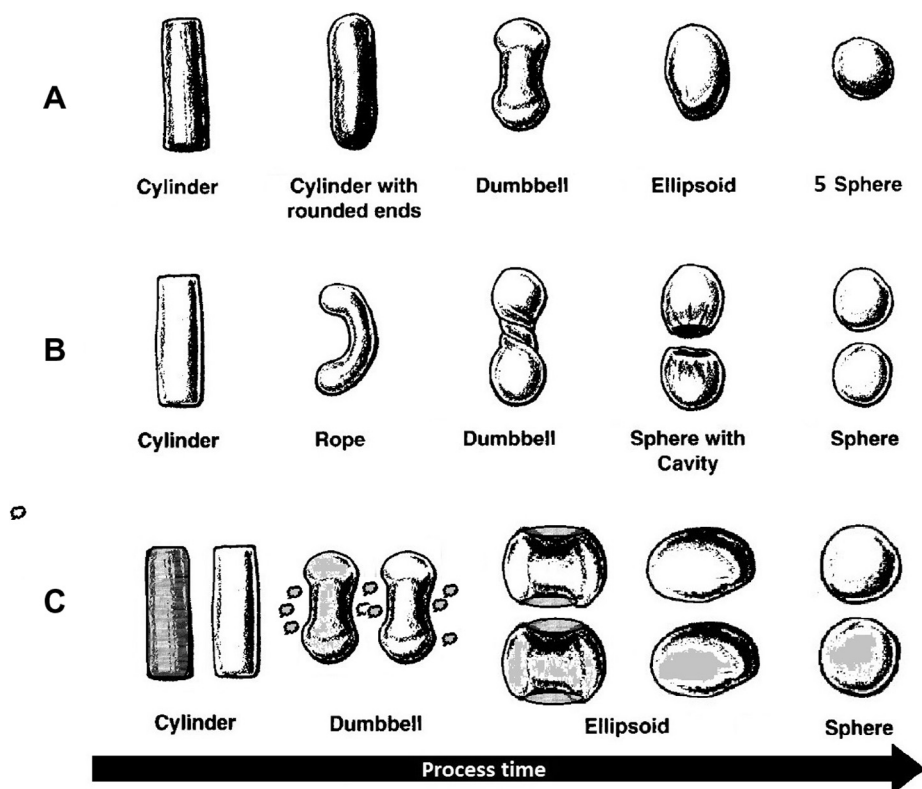 A
Cylinder
Cylinder with
rounded ends
Dumbbell
Ellipsoid
5 Sphere
B
Cylinder
Rope
Dumbbell
Sphere with
Cavity
Sphere
C
Cylinder
Dumbbell
Ellipsoid
Sphere
Process time